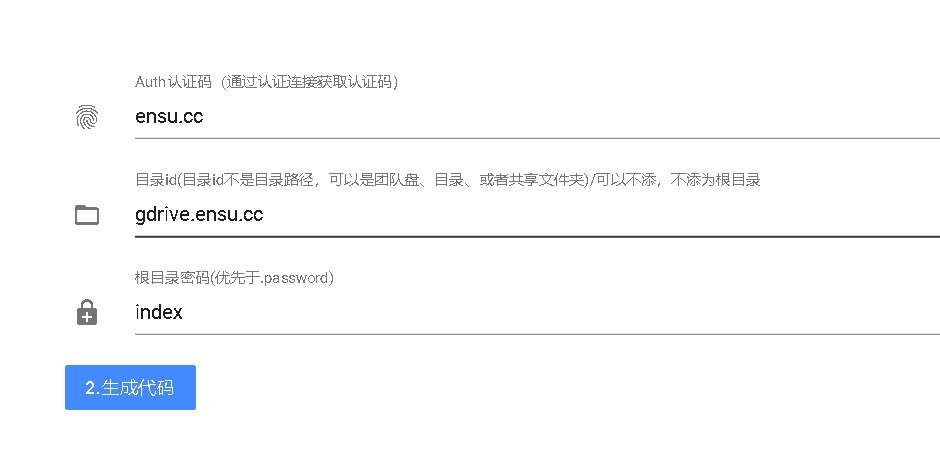 Auth认证码（通过认证连接获取认证码）
ensu.cc
目录id(目录id不是目录路径，可以是团队盘、目录、或者共享文件夹)/可以不添，不添为根目录
gdrive.ensu.cc
根目录密码(优先于.password)
index
2.生成代码